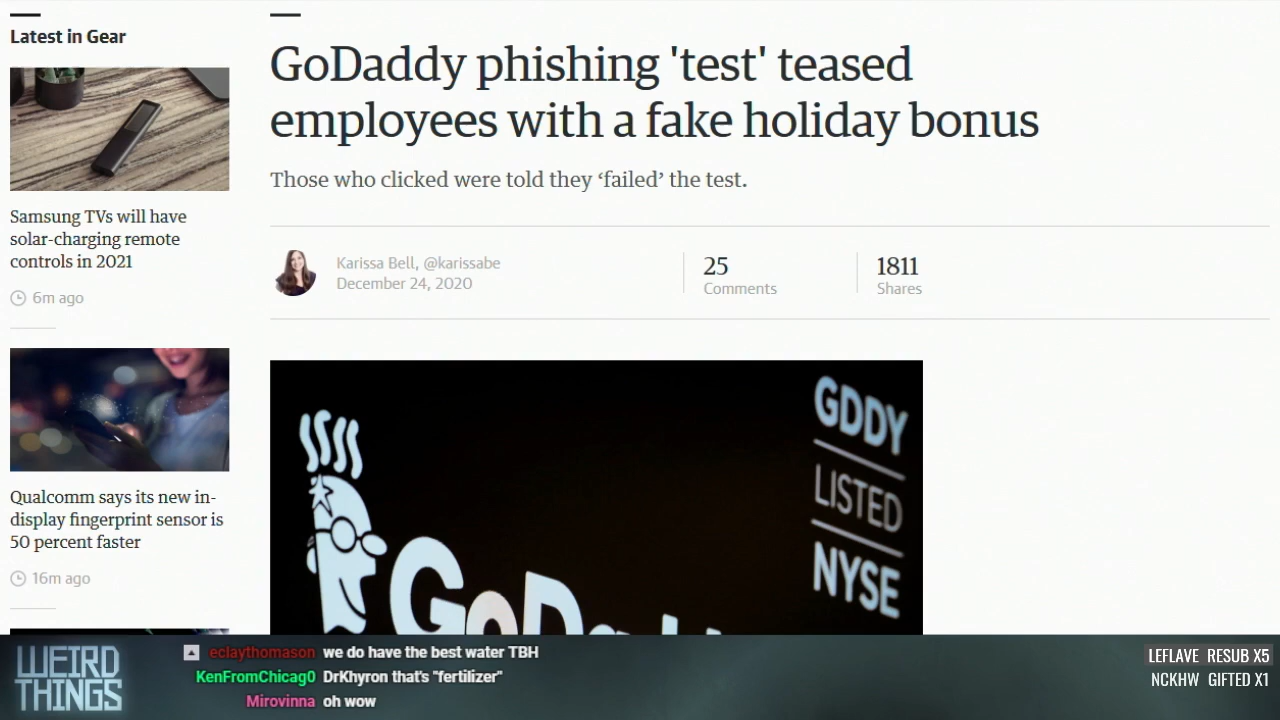 Latest in Gear
Samsung TVs will have
solar-charging remote
controls in 2021
6m ago
Qualcomm says its new in-
display fingerprint sensor is
50 percent faster
16m ago
GoDaddy phishing 'test' teased
employees with a fake holiday bonus
Those who clicked were told they ‘failed’ the test.
Karissa Bell, @karissabe
December 24, 2020
25
Comments
1811
Shares
GDDY
LISTED
NYSE
WEIRD
THINGS
eclaythomason we do have the best water TBH
KenFromChicag0 DrKhyron that's "fertilizer"
Mirovinna oh wow
LEFLAVE RESUB X5
NCKHW GIFTED X1